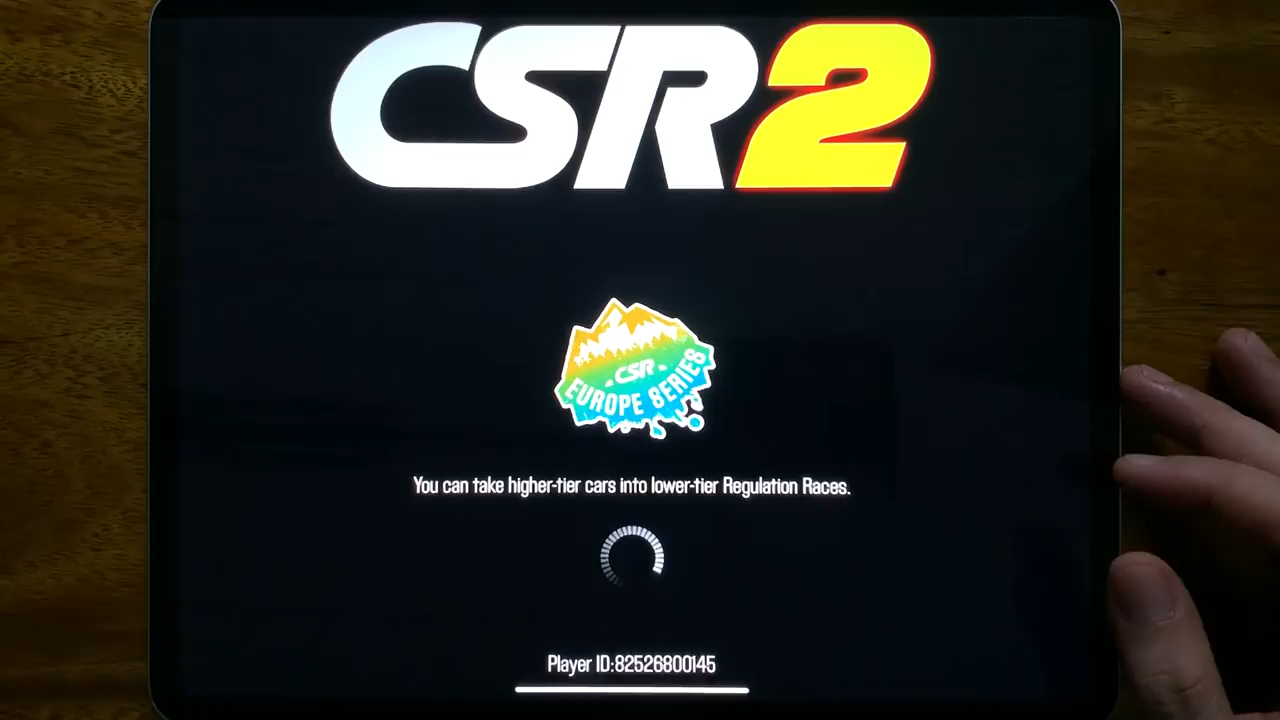 CSR2
CSR
EUROPE SERIES
You can take higher-tier cars into lower-tier Regulation Races.
Player ID:82526800145